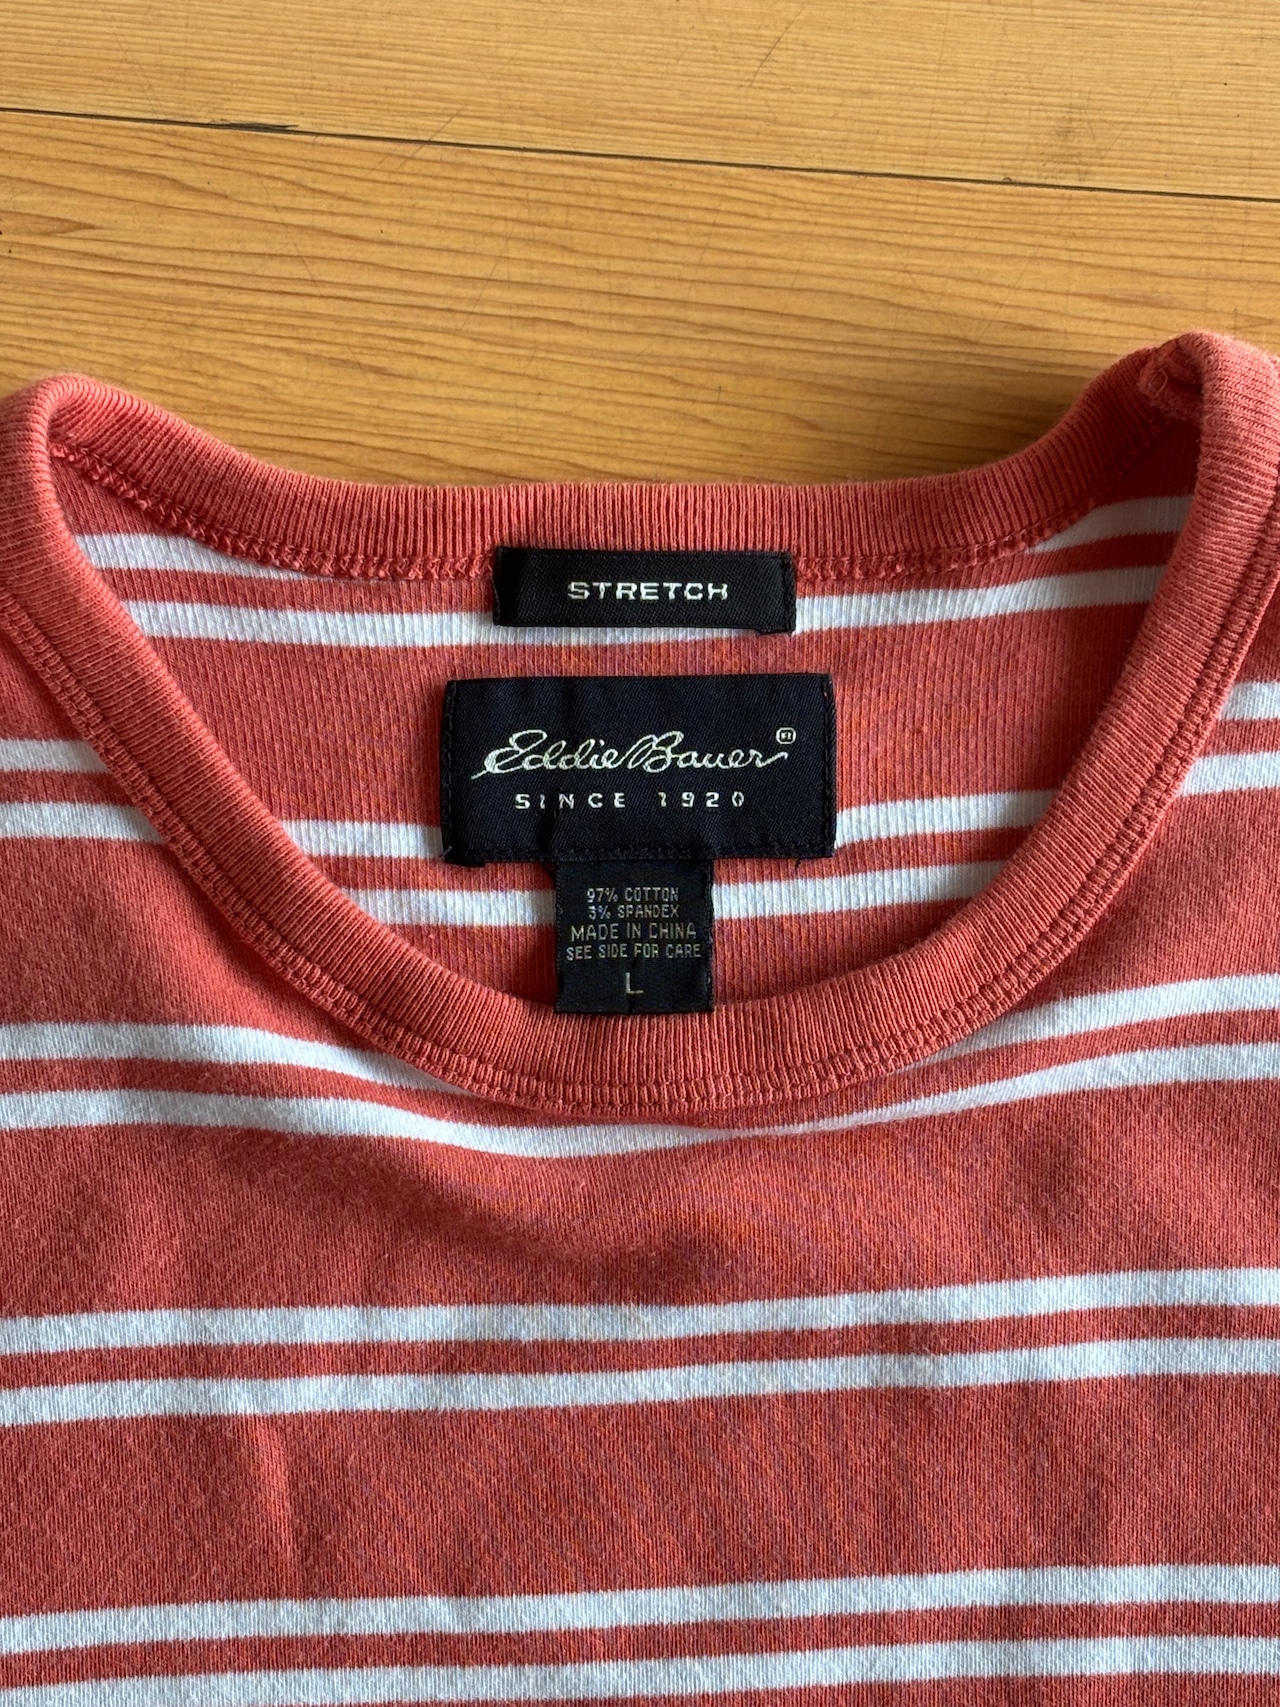 STRETCH
Eddie Bauer®
SINCE 1920
97% COTTON
3% SPANDEX
MADE IN CHINA
SEE SIDE FOR CARE
L